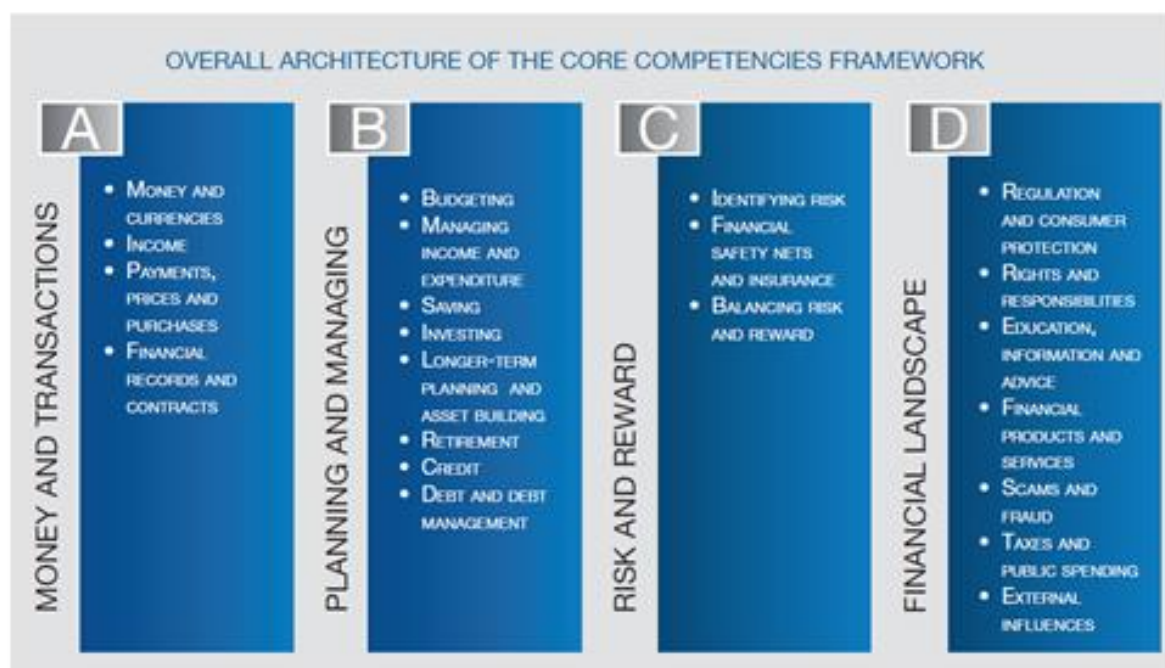 OVERALL ARCHITECTURE OF THE CORE COMPETENCIES FRAMEWORK
A
MONEY AND TRANSACTIONS
• MONEY AND
CURRENCIES
• INCOME
• PAYMENTS,
PRICES AND
PURCHASES
• FINANCIAL
RECORDS AND
CONTRACTS
B
PLANNING AND MANAGING
• BUDGETING
• MANAGING
INCOME AND
EXPENDITURE
• SAVING
• INVESTING
• LONGER-TERM
PLANNING AND
ASSET BUILDING
• RETIREMENT
• CREDIT
• DEBT AND DEBT
MANAGEMENT
C
RISK AND REWARD
• IDENTIFYING RISK
• FINANCIAL
SAFETY NETS
AND INSURANCE
• BALANCING RISK
AND REWARD
D
FINANCIAL LANDSCAPE
• REGULATION
AND CONSUMER
PROTECTION
• RIGHTS AND
RESPONSIBILITIES
• EDUCATION,
INFORMATION AND
ADVICE
• FINANCIAL
PRODUCTS AND
SERVICES
• SCAMS AND
FRAUD
• TAXES AND
PUBLIC SPENDING
• EXTERNAL
INFLUENCES